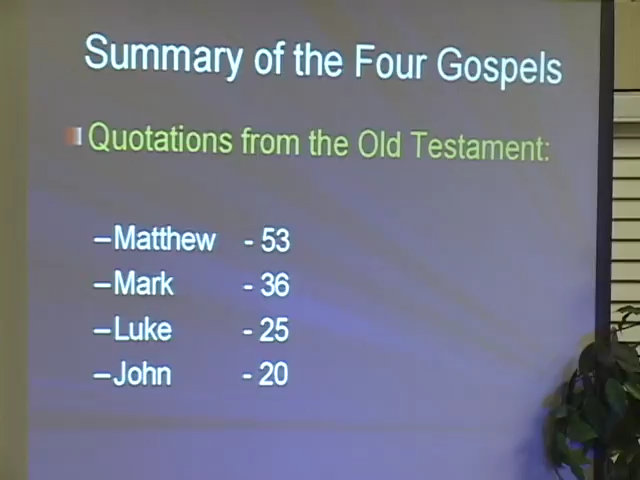 Summary of the Four Gospels
Quotations from the Old Testament:
–Matthew - 53
–Mark - 36
–Luke - 25
–John - 20